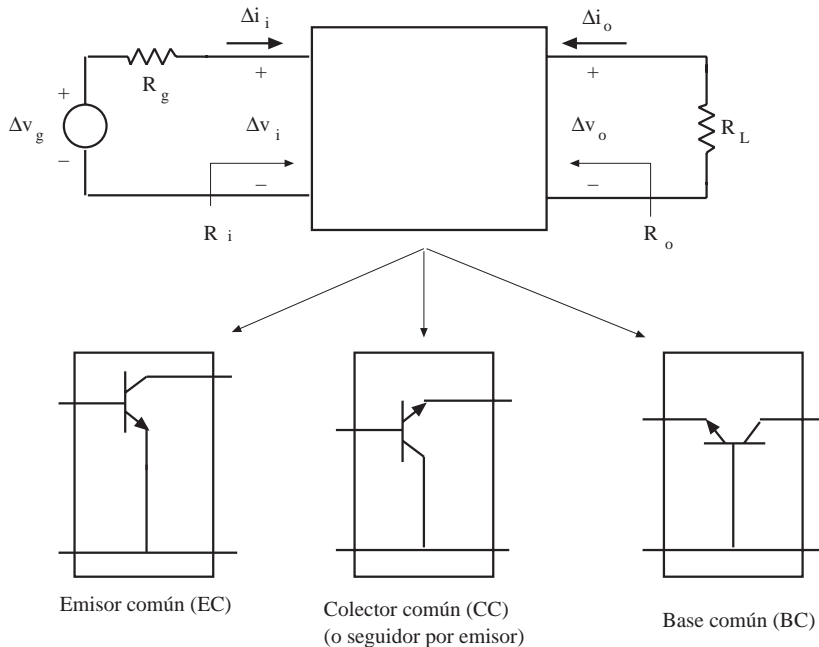 Δi i
Δi o
+
+
R g
+
Δv g
−
Δv i
Δv o
R L
−
−
R i
R o
Emisor común (EC)
Colector común (CC)
(o seguidor por emisor)
Base común (BC)